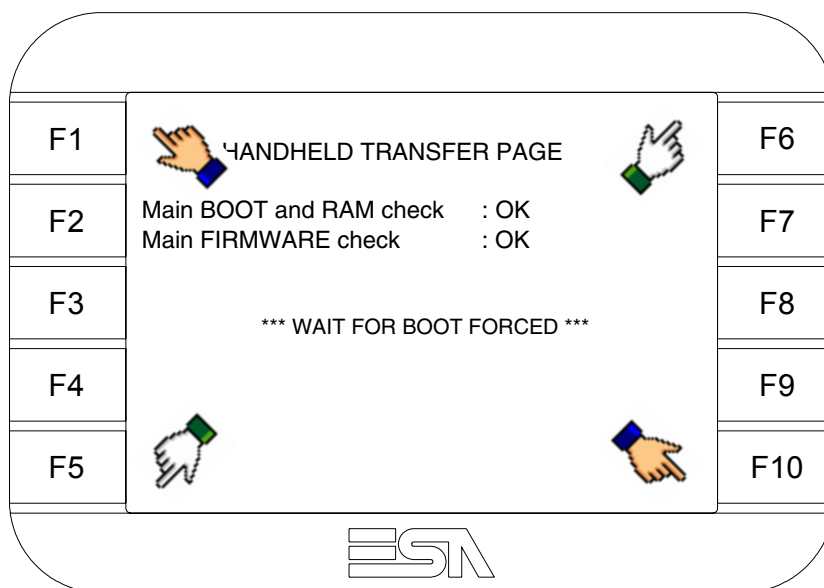 F1
F6
HANDHELD TRANSFER PAGE
F2
Main BOOT and RAM check : OK
F7
Main FIRMWARE check : OK
F3
F8
*** WAIT FOR BOOT FORCED ***
F4
F9
F5
F10
ESA